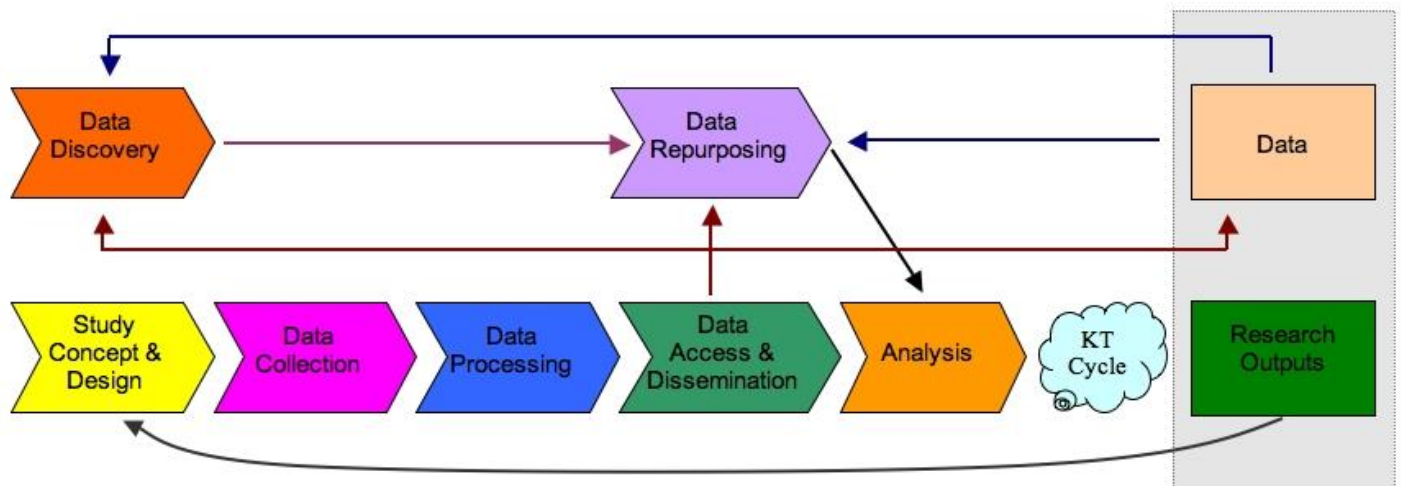 Data
Discovery
Data
Repurposing
Data
Study
Concept &
Design
Data
Collection
Data
Processing
Data
Access &
Dissemination
Analysis
KT
Cycle
Research
Outputs